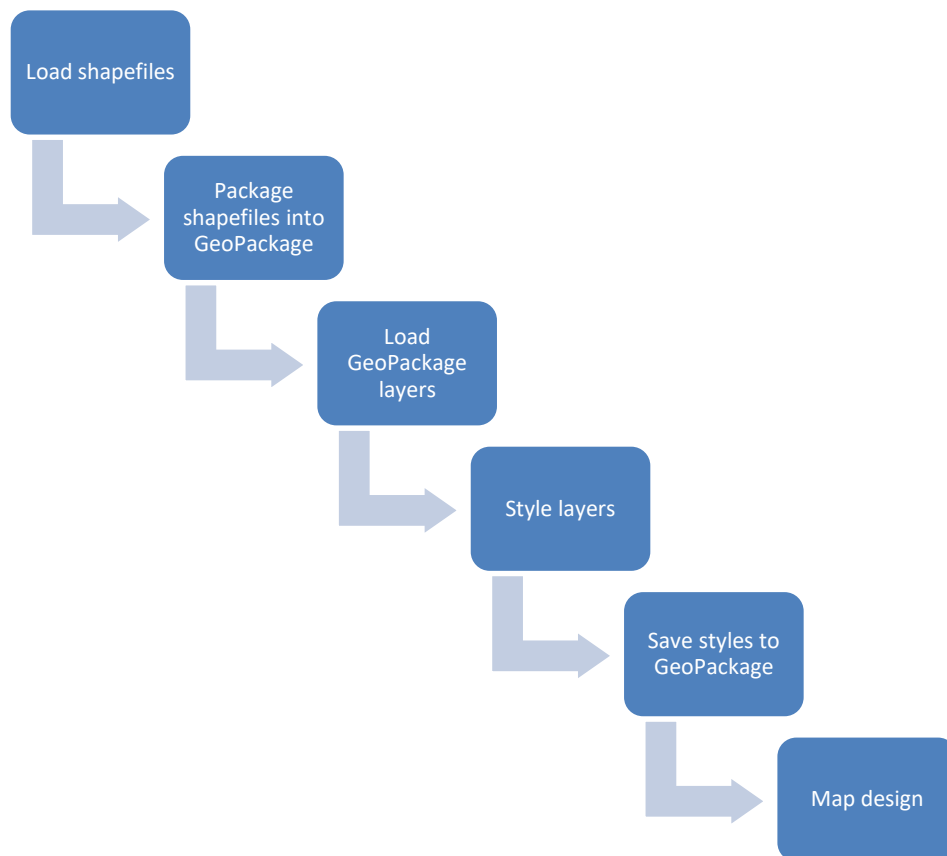 Load shapefiles
Package
shapefiles into
GeoPackage
Load
GeoPackage
layers
Style layers
Save styles to
GeoPackage
Map design